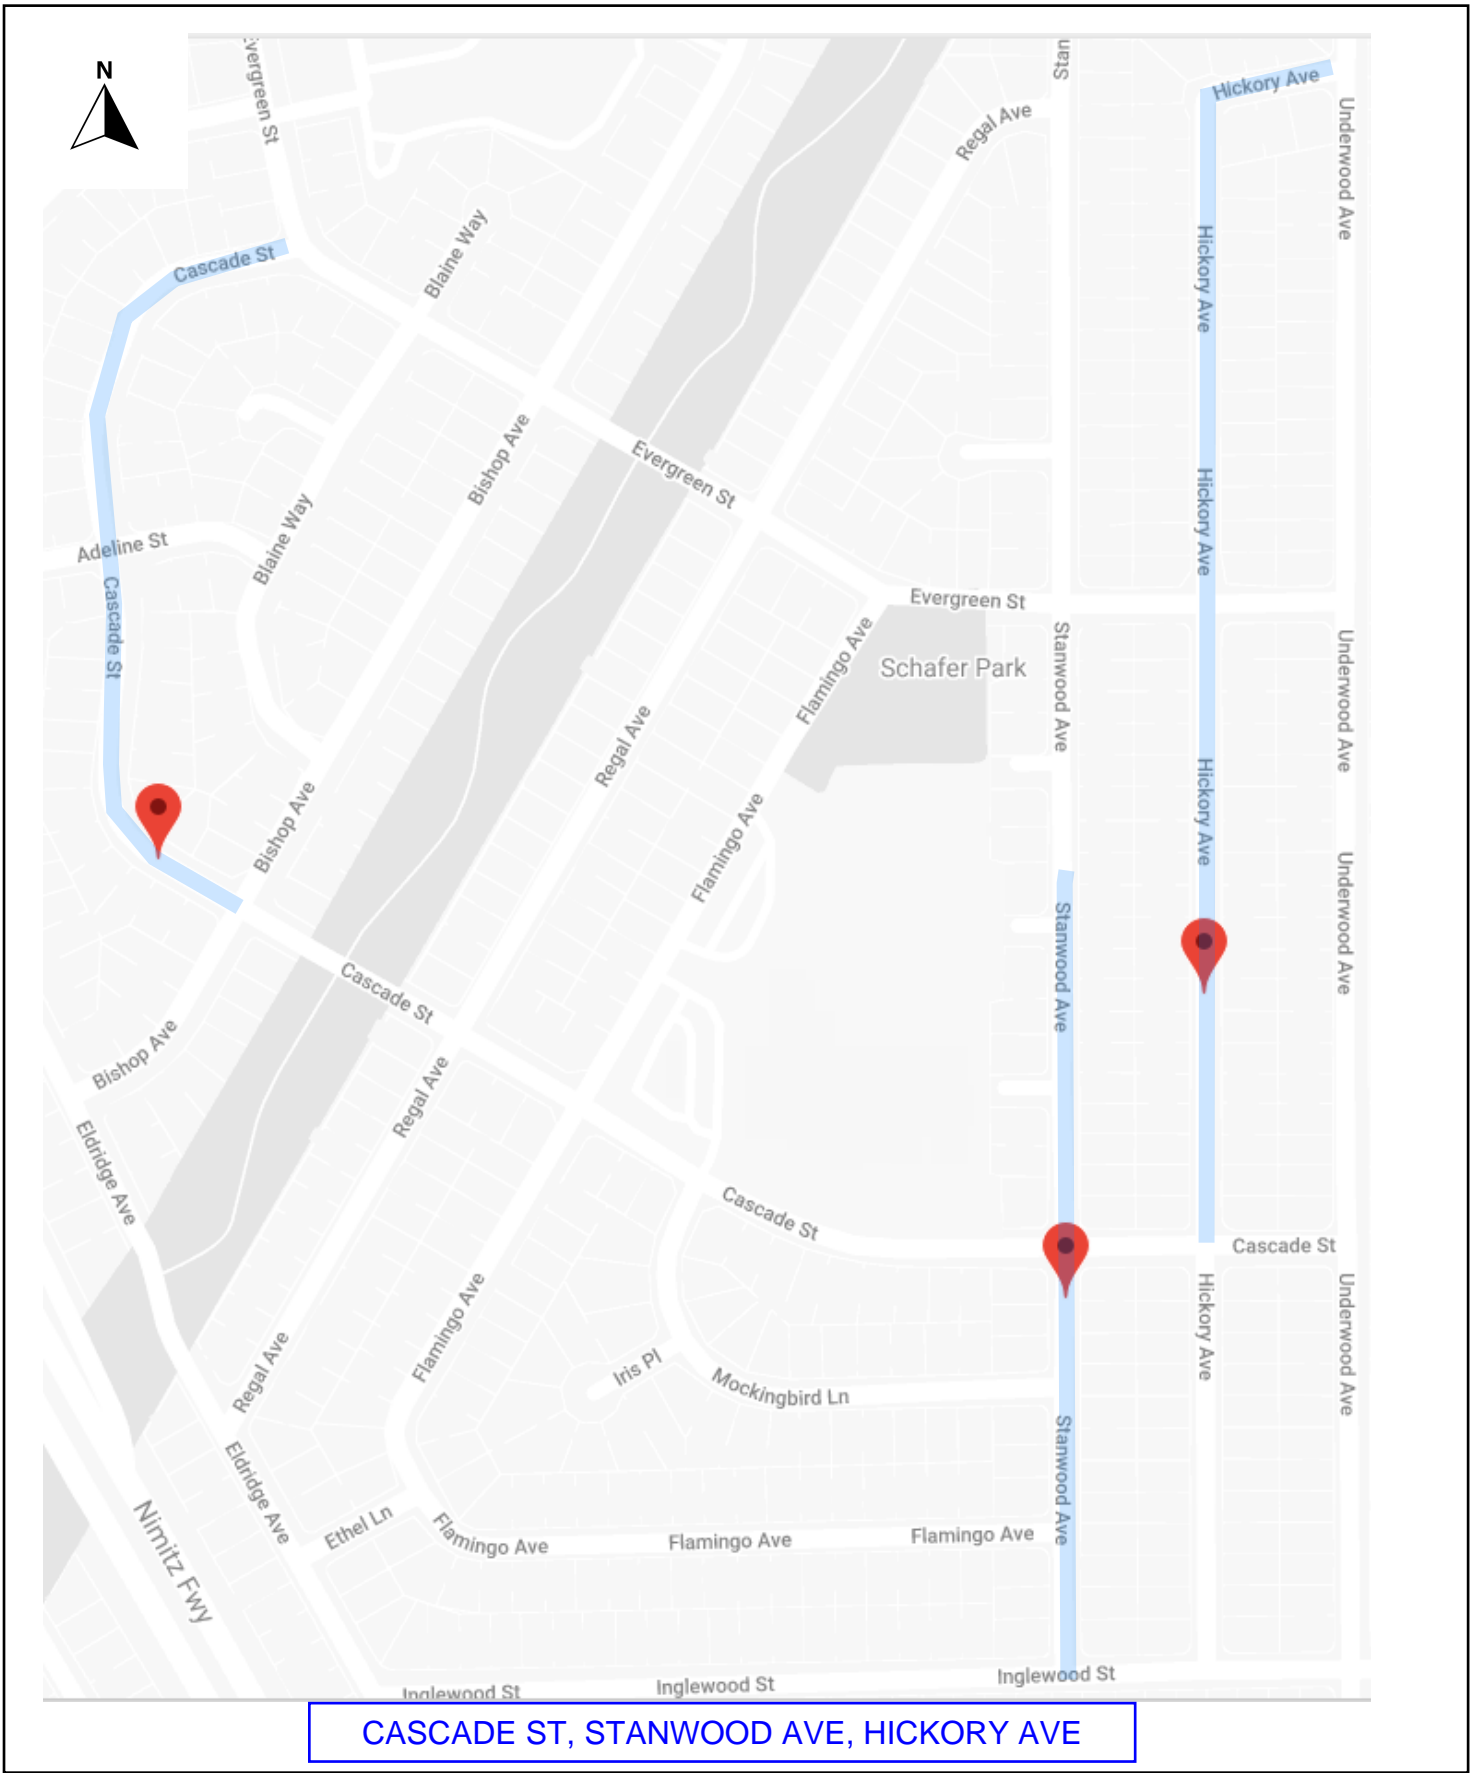 N
Evergreen St
Stan
Hickory Ave
Regal Ave
Underwood Ave
Cascade St
Blaine Way
Hickory Ave
Bishop Ave
Evergreen St
Hickory Ave
Blaine Way
Adeline St
Cascade St
Evergreen St
Schafer Park
Flamingo Ave
Stanwood Ave
Underwood Ave
Regal Ave
Hickory Ave
Bishop Ave
Flamingo Ave
Underwood Ave
Stanwood Ave
Cascade St
Bishop Ave
Regal Ave
Eldridge Ave
Cascade St
Cascade St
Hickory Ave
Underwood Ave
Flamingo Ave
Regal Ave
Iris Pl
Mockingbird Ln
Stanwood Ave
Eldridge Ave
Nimitz Fwy
Ethel Ln
Flamingo Ave
Flamingo Ave
Flamingo Ave
Inglewood St
Inglewood St
Inglewood St
CASCADE ST, STANWOOD AVE, HICKORY AVE